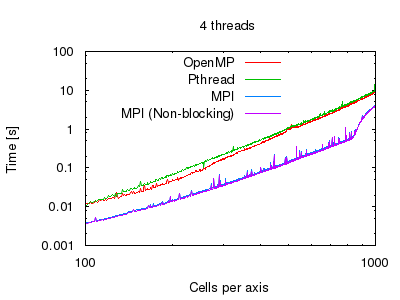 4 threads
Time [s]
100
10
1
0.1
0.01
0.001
OpenMP
Pthread
MPI
MPI (Non-blocking)
100
1000
Cells per axis